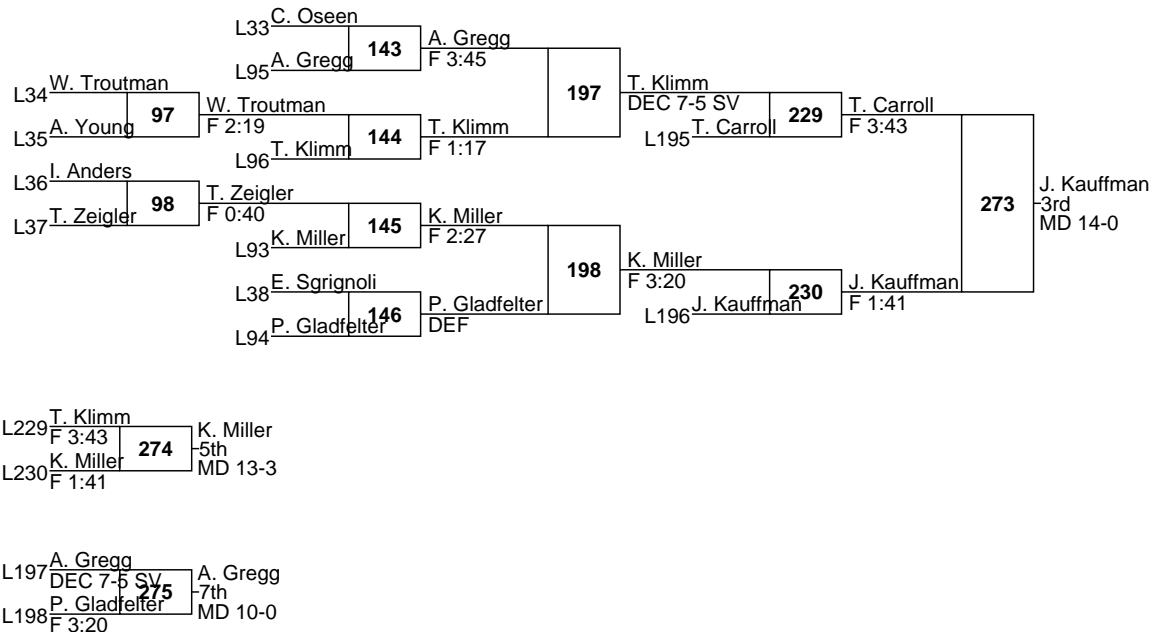 L33 C. Oseen
143
A. Gregg
F 3:45
L95 A. Gregg
L34 W. Troutman
97
W. Troutman
F 2:19
L35 A. Young
144
T. Klimm
F 1:17
L96 T. Klimm
197
T. Klimm
DEC 7-5 SV
229
T. Carroll
F 3:43
L195 T. Carroll
L36 I. Anders
98
T. Zeigler
F 0:40
L37 T. Zeigler
145
K. Miller
F 2:27
L93 K. Miller
198
K. Miller
F 3:20
L38 E. Sgrignoli
146
P. Gladfelter
DEF
L94 P. Gladfelter
230
J. Kauffman
F 1:41
L196 J. Kauffman
273
J. Kauffman
3rd
MD 14-0
L229 T. Klimm
F 3:43
274
K. Miller
5th
MD 13-3
L230 K. Miller
F 1:41
L197 A. Gregg
DEC 7-5 SV
275
A. Gregg
7th
MD 10-0
L198 P. Gladfelter
F 3:20